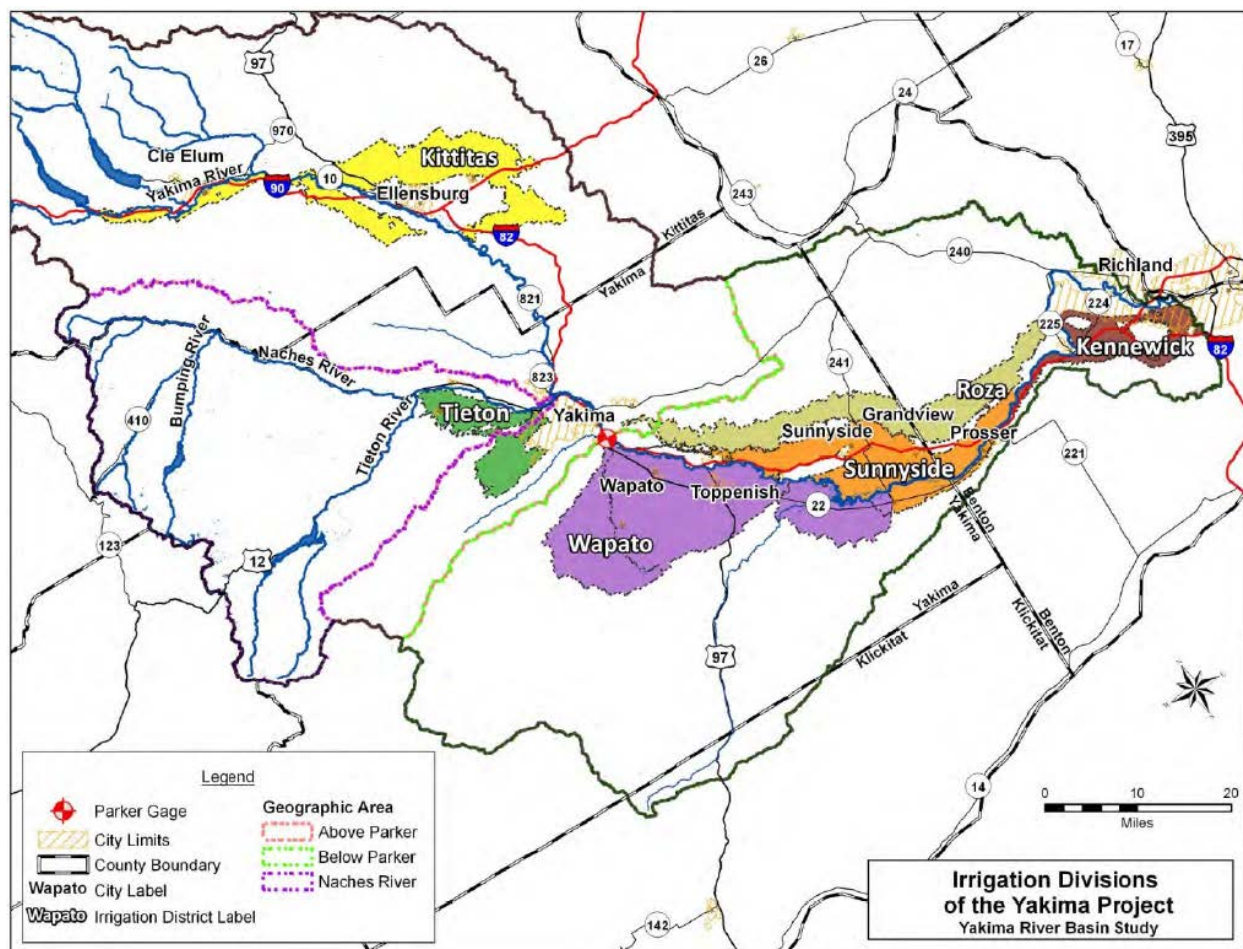 97
26
17
24
970
395
Cle Elum
Kittitas
Yakima River
10
90
Ellensburg
243
82
Kittitas
Yakima
240
Richland
821
224
225
Bumping River
Naches River
Kennewick
82
823
241
Roza
410
Tieton
Yakima
Grandview
Tieton River
Sunnyside
Prosser
Sunnyside
221
Wapato
Toppenish
22
Wapato
Benton
Yakima
123
12
Yakima
Klickitat
Benton
Klickitat
97
14
142
Legend
Parker Gage
City Limits
County Boundary
Wapato City Label
Wapato Irrigation District Label
Geographic Area
Above Parker
Below Parker
Naches River
0 10 20
Miles
Irrigation Divisions
of the Yakima Project
Yakima River Basin Study